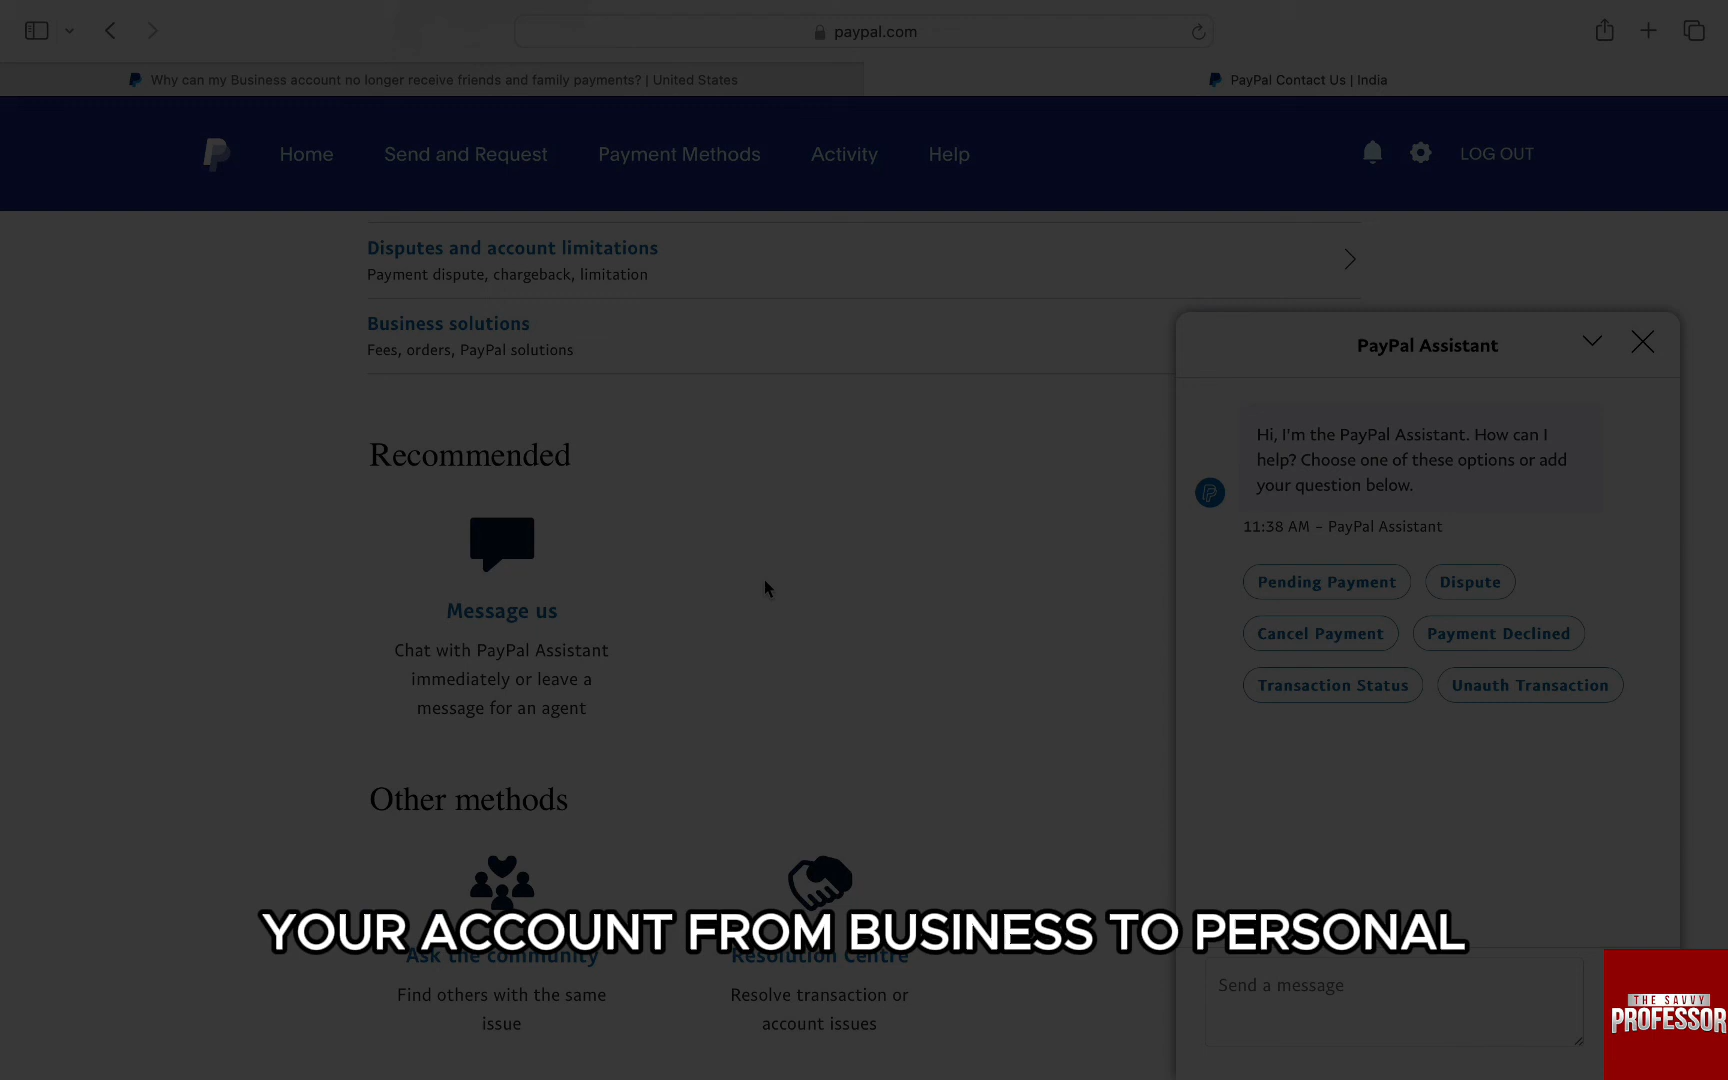 paypal.com
Why can my Business account no longer receive friends and family payments? | United States
PayPal Contact Us | India
Home
Send and Request
Payment Methods
Activity
Help
LOG OUT
Disputes and account limitations
Payment dispute, chargeback, limitation
Business solutions
Fees, orders, PayPal solutions
Recommended
Message us
Chat with PayPal Assistant
immediately or leave a
message for an agent
Other methods
Ask the community
Find others with the same
issue
Resolution Centre
Resolve transaction or
account issues
PayPal Assistant
Hi, I'm the PayPal Assistant. How can I
help? Choose one of these options or add
your question below.
11:38 AM - PayPal Assistant
Pending Payment
Dispute
Cancel Payment
Payment Declined
Transaction Status
Unauth Transaction
Send a message
YOUR ACCOUNT FROM BUSINESS TO PERSONAL
THE SAVVY
PROFESSOR